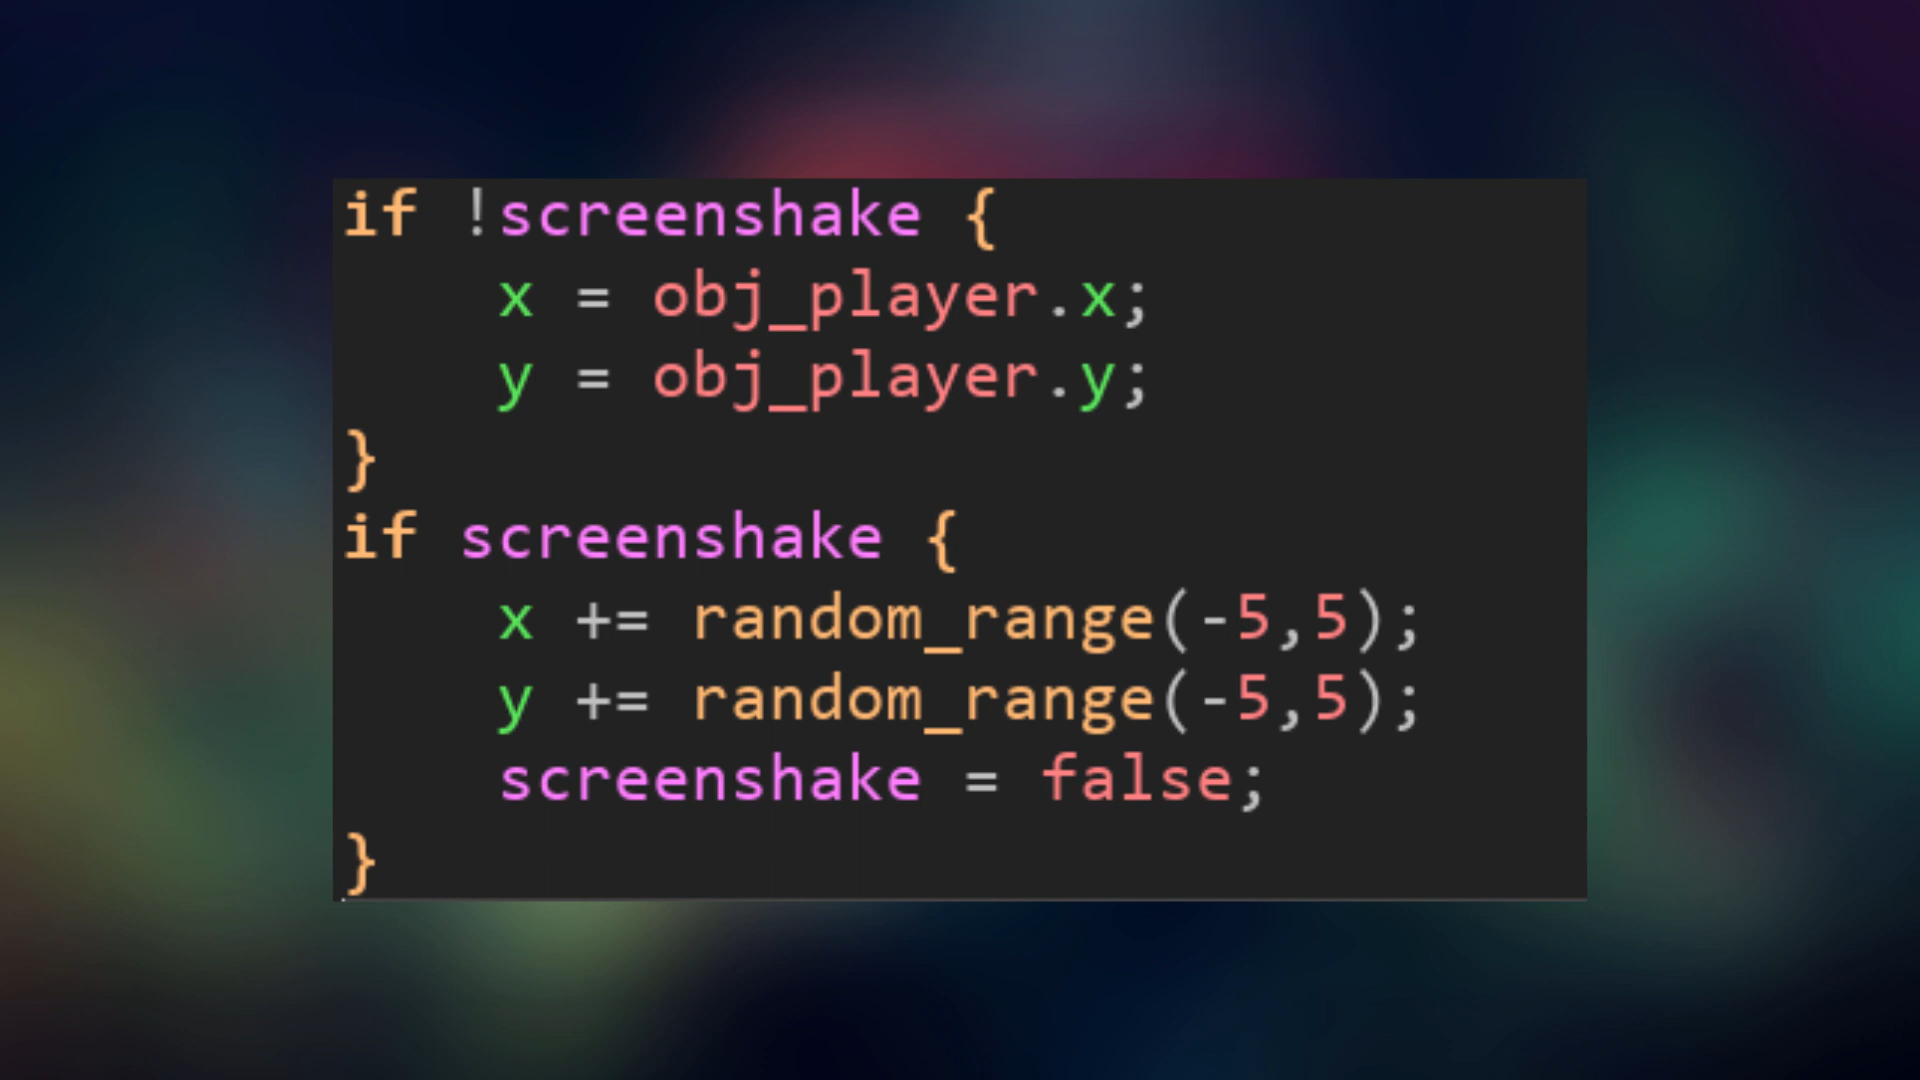 if !screenshake {
    x = obj_player.x;
    y = obj_player.y;
}
if screenshake {
    x += random_range(-5,5);
    y += random_range(-5,5);
    screenshake = false;
}